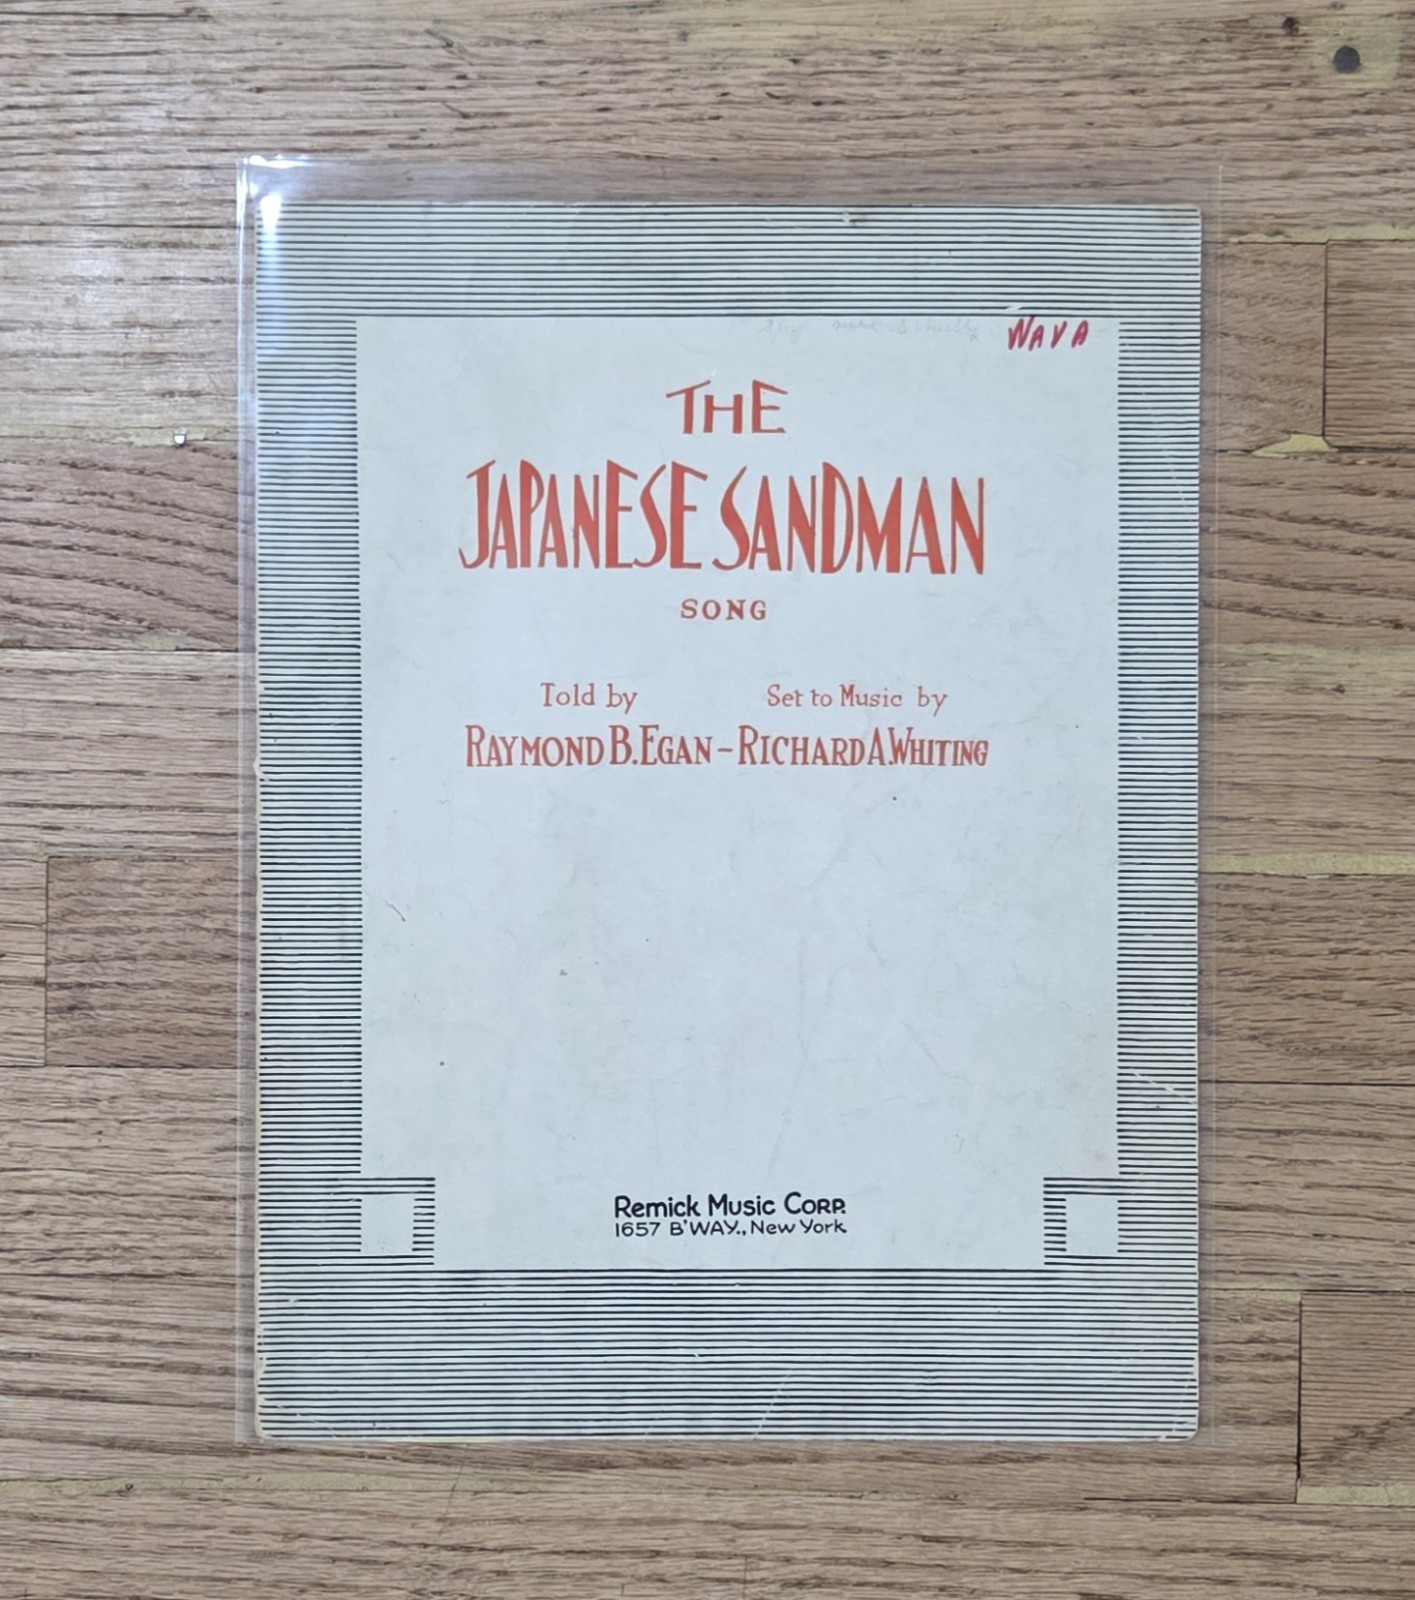 WAVA
THE
JAPANESE SANDMAN
SONG
Told by Set to Music by
RAYMOND B. EGAN – RICHARD A. WHITING
Remick Music Corp.
1657 B'WAY., New York